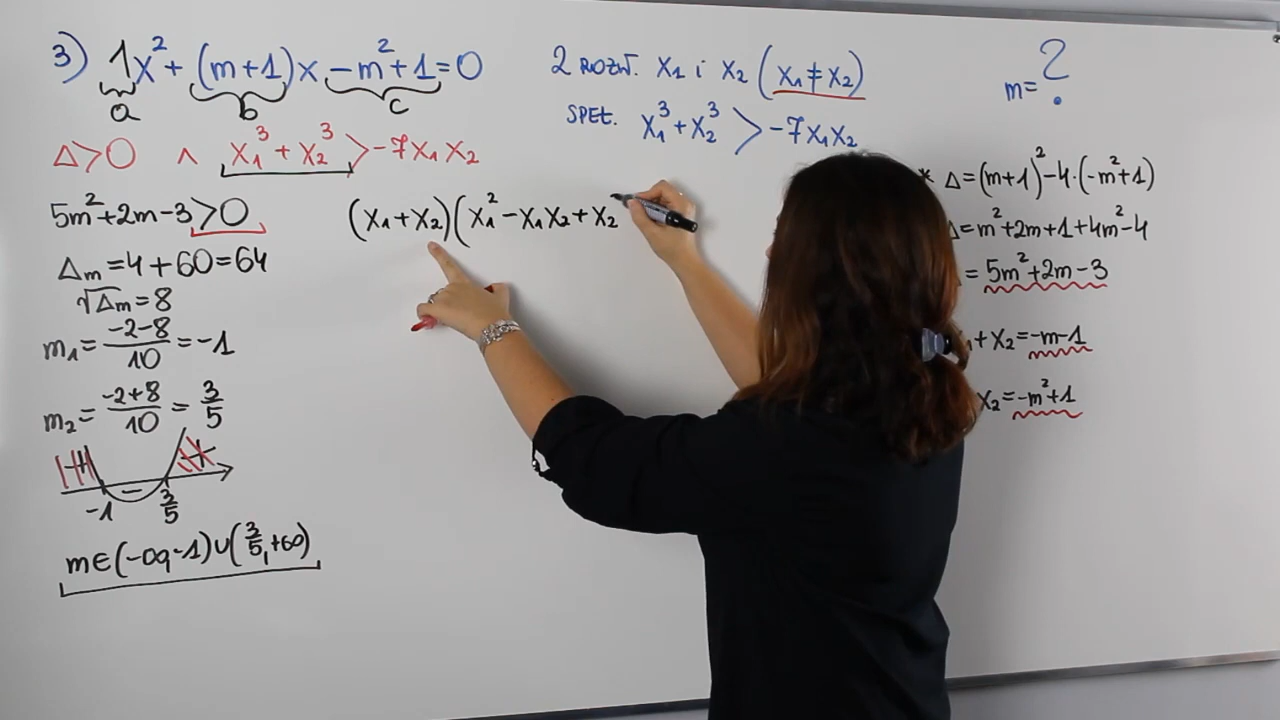 3) 1x² + (m+1)x -m²+1 = 0
a b c
Δ>0 ∧ x₁³ + x₂³ > -7x₁x₂
5m²+2m-3>0
Δm=4+60=64
√Δm = 8
m₁= -2-8/10 = -1
m₂= -2+8/10 = 3/5
+ - +
-1 3/5
m∈(-∞,-1)∪(3/5,+∞)
(x₁+x₂)(x₁²-x₁x₂+x₂
2 ROZW. x₁ i x₂ (x₁≠x₂)
SPEŁ. x₁³+x₂³ > -7x₁x₂
m=?
* Δ=(m+1)²-4·(-m²+1)
Δ=m²+2m+1+4m²-4
= 5m²+2m-3
+ x₂=-m-1
x₂=-m²+1